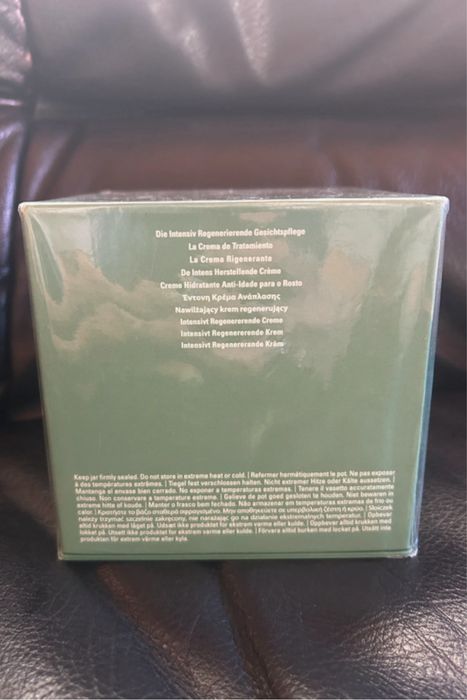 Die Intensiv Regenerierende Gesichtspflege
La Crema de Tratamiento
La Crema Rigenerante
De Intens Herstellende Crème
Creme Hidratante Anti-Idade para o Rosto
Έντονη Κρέμα Ανάπλασης
Nawilżający krem regenerujący
Intensivt Regenererende Creme
Intensivt Regenererende Krem
Intensivt Regenererande Kräm
Keep jar firmly sealed. Do not store in extreme heat or cold. | Refermer hermétiquement le pot. Ne pas exposer
à des températures extrêmes. | Tiegel fest verschlossen halten. Nicht extremer Hitze oder Kälte aussetzen. |
Mantenga el envase bien cerrado. No exponer a temperaturas extremas. | Tenere il vasetto accuratamente
chiuso. Non conservare a temperature estreme. | Gelieve de pot goed gesloten te houden. Niet bewaren in
extreme hitte of koude. | Manter o frasco bem fechado. Não armazenar em temperaturas extremas de frio ou
calor. | Κρατήστε το βάζο σταθερά σφραγισμένο. Μην αποθηκεύετε σε υπερβολική ζέστη ή κρύο. | Słoiczek
należy trzymać szczelnie zakręcony, nie narażając go na działanie ekstremalnych temperatur. | Opbevar
altid krukken med låget på. Udsæt ikke produktet for ekstrem varme eller kulde. | Oppbevar alltid krukken med
lokket på. Utsett ikke produktet for ekstrem varme eller kulde. | Förvara alltid burken med locket på. Utsätt inte
produkten för extrem värme eller kyla.